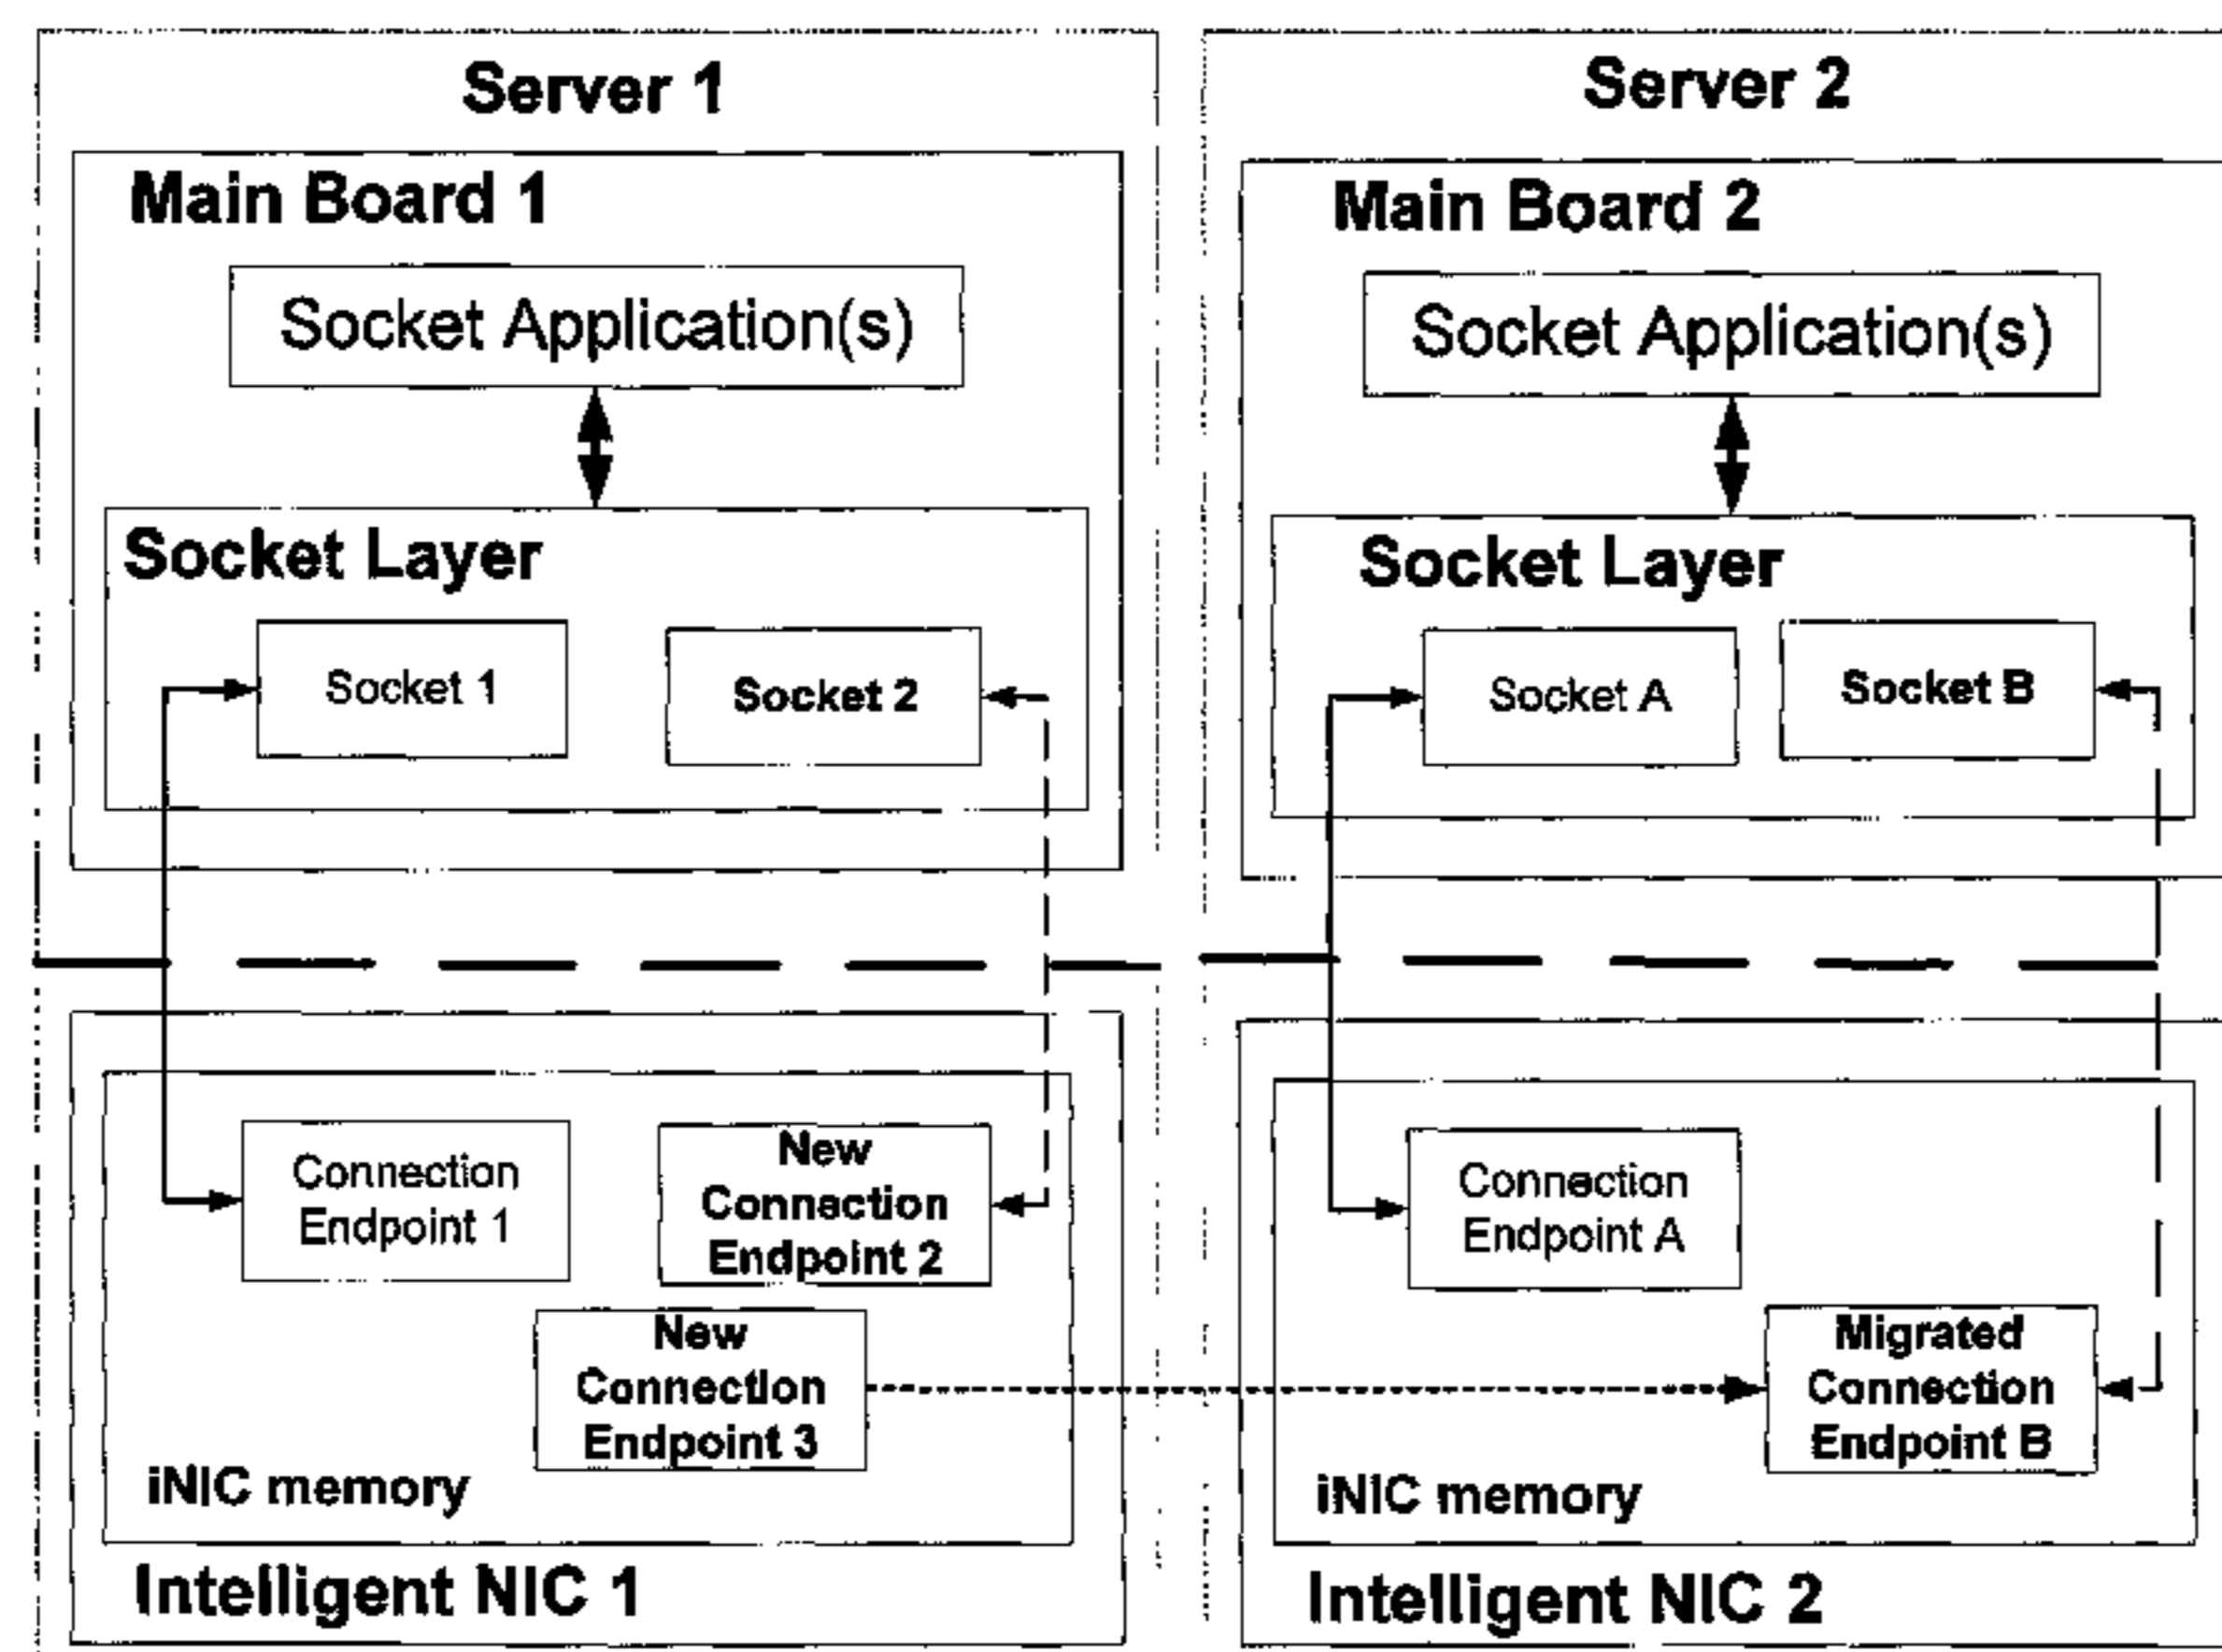 Server 1
Main Board 1
Socket Application(s)
Socket Layer
Socket 1
Socket 2
Connection
Endpoint 1
New
Connection
Endpoint 2
New
Connection
Endpoint 3
iNIC memory
Intelligent NIC 1
Server 2
Main Board 2
Socket Application(s)
Socket Layer
Socket A
Socket B
Connection
Endpoint A
Migrated
Connection
Endpoint B
iNIC memory
Intelligent NIC 2